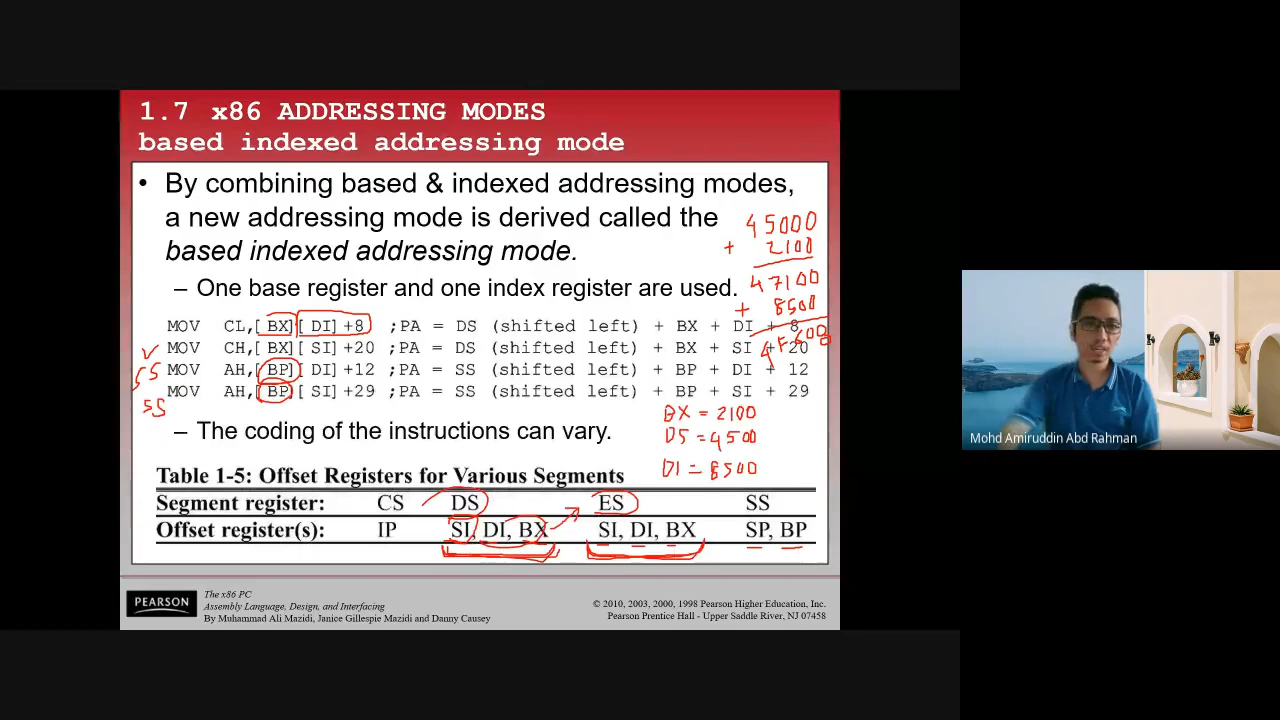 1.7 x86 ADDRESSING MODES
based indexed addressing mode
• By combining based & indexed addressing modes,
a new addressing mode is derived called the
based indexed addressing mode.
45000
+ 2100
47100
– One base register and one index register are used.
+ 8500
MOV CL,[ BX][ DI]+8 ;PA = DS (shifted left) + BX + DI + 8
MOV CH,[ BX][ SI]+20 ;PA = DS (shifted left) + BX + SI + 20
MOV AH,[ BP][ DI]+12 ;PA = SS (shifted left) + BP + DI + 12
MOV AH,[ BP][ SI]+29 ;PA = SS (shifted left) + BP + SI + 29
SS
SS
BX = 2100
– The coding of the instructions can vary.
DS = 4500
DI = 8500
Table 1-5: Offset Registers for Various Segments
Segment register: CS DS ES SS
Offset register(s): IP SI, DI, BX SI, DI, BX SP, BP
PEARSON
The x86 PC
Assembly Language, Design, and Interfacing
By Muhammad Ali Mazidi, Janice Gillespie Mazidi and Danny Causey
© 2010, 2003, 2000, 1998 Pearson Higher Education, Inc.
Pearson Prentice Hall - Upper Saddle River, NJ 07458
Mohd Amiruddin Abd Rahman